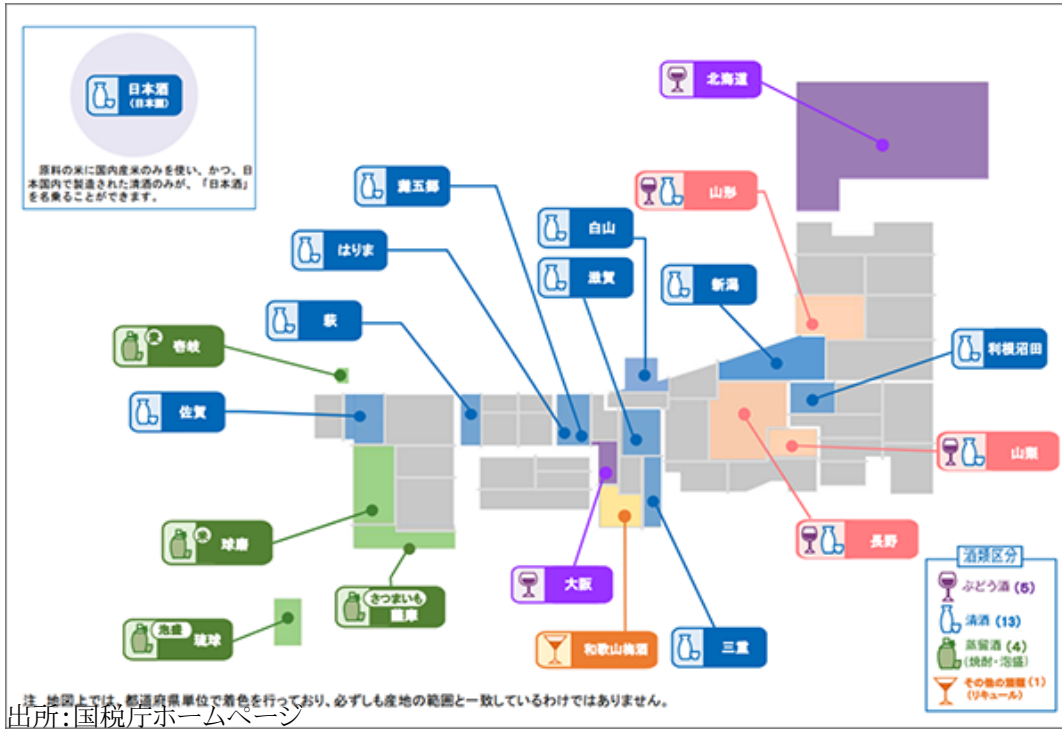 日本酒
(日本国)
原料の米に国内産米のみを使い、かつ、日
本国内で製造された清酒のみが、「日本酒」
を名乗ることができます。
北海道
灘五郷
山形
白山
はりま
滋賀
新潟
萩
壱岐
利根沼田
佐賀
山梨
球磨
長野
さつまいも
薩摩
大阪
泡盛
琉球
和歌山梅酒
三重
酒類区分
ぶどう酒 (5)
清酒 (13)
蒸留酒 (4)
(焼酎・泡盛)
その他の酒類 (1)
(リキュール)
注 地図上では、都道府県単位で着色を行っており、必ずしも産地の範囲と一致しているわけではありません。
出所：国税庁ホームページ